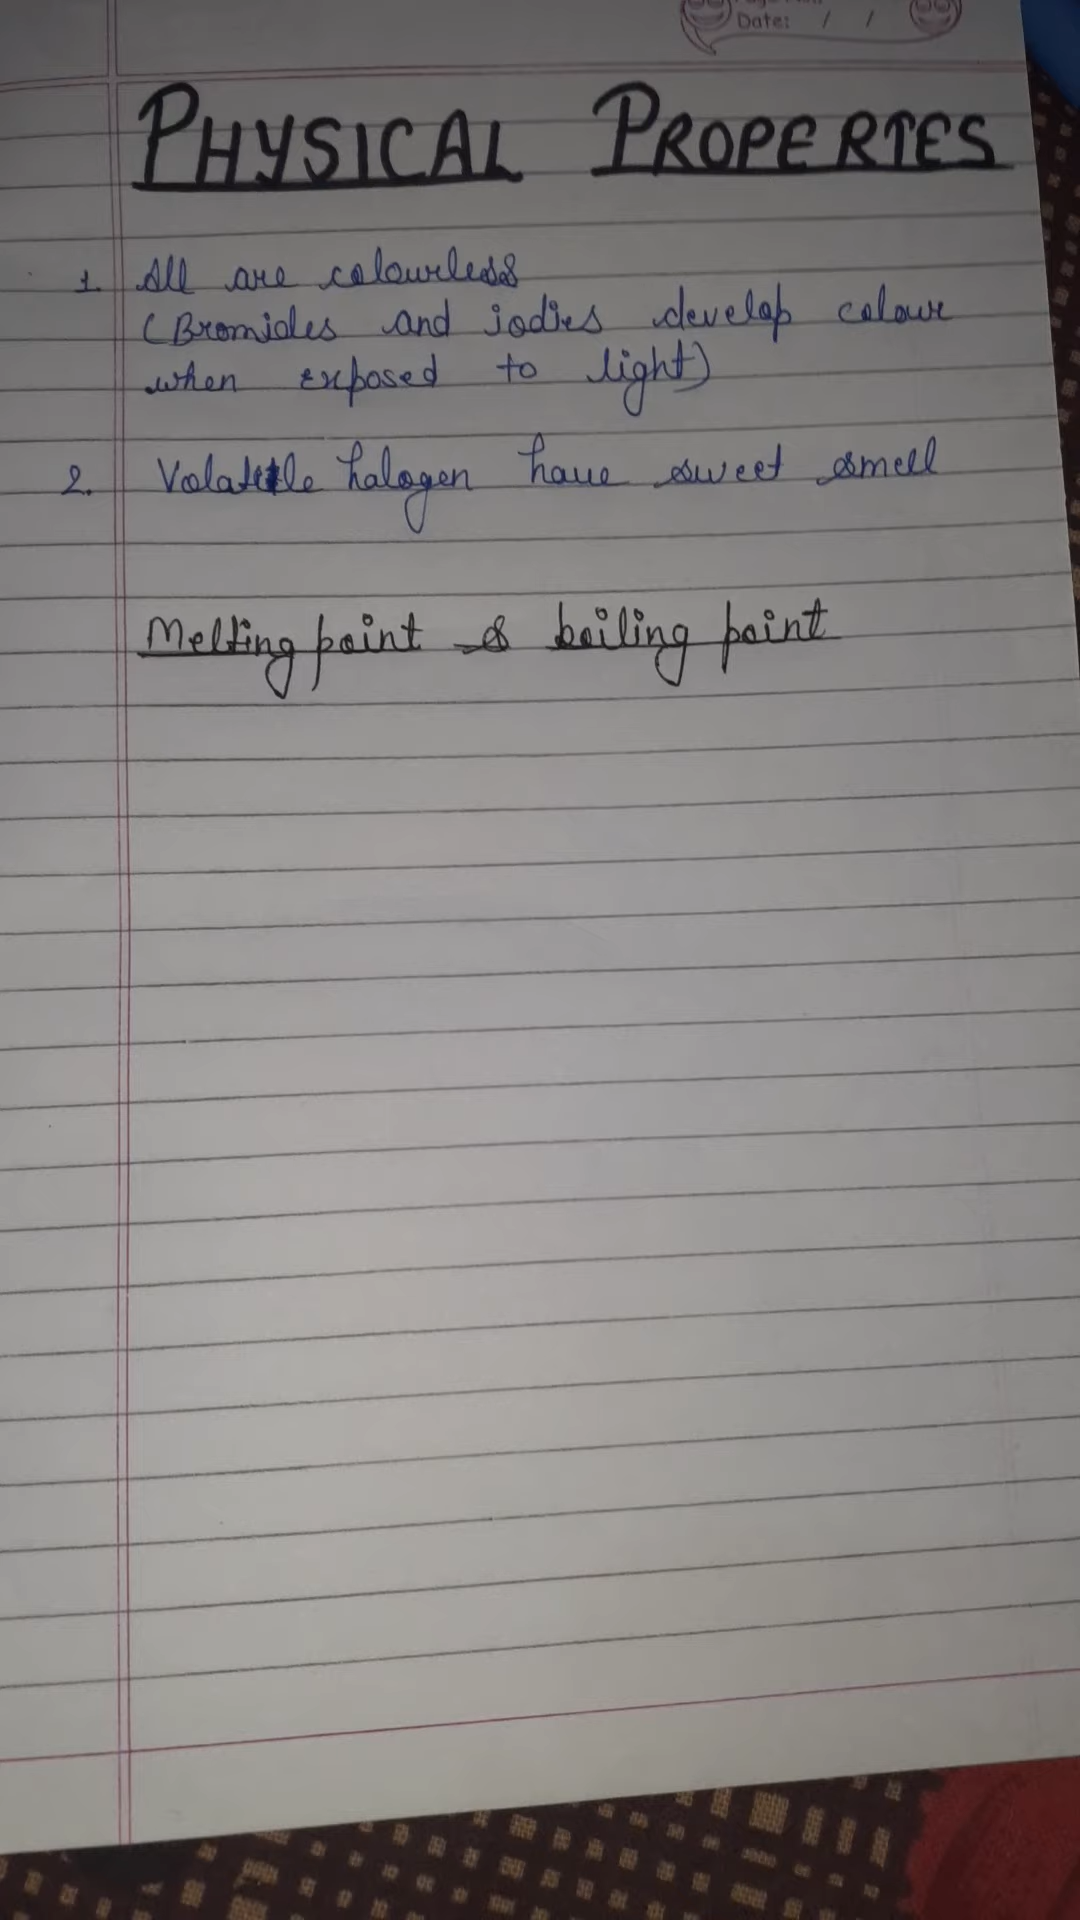 Date: / /
PHYSICAL PROPERTES
1. All are colourless
(Bromides and iodies develop colour
when exposed to light)
2. Volatile halogen have sweet smell
Melting point & boiling point